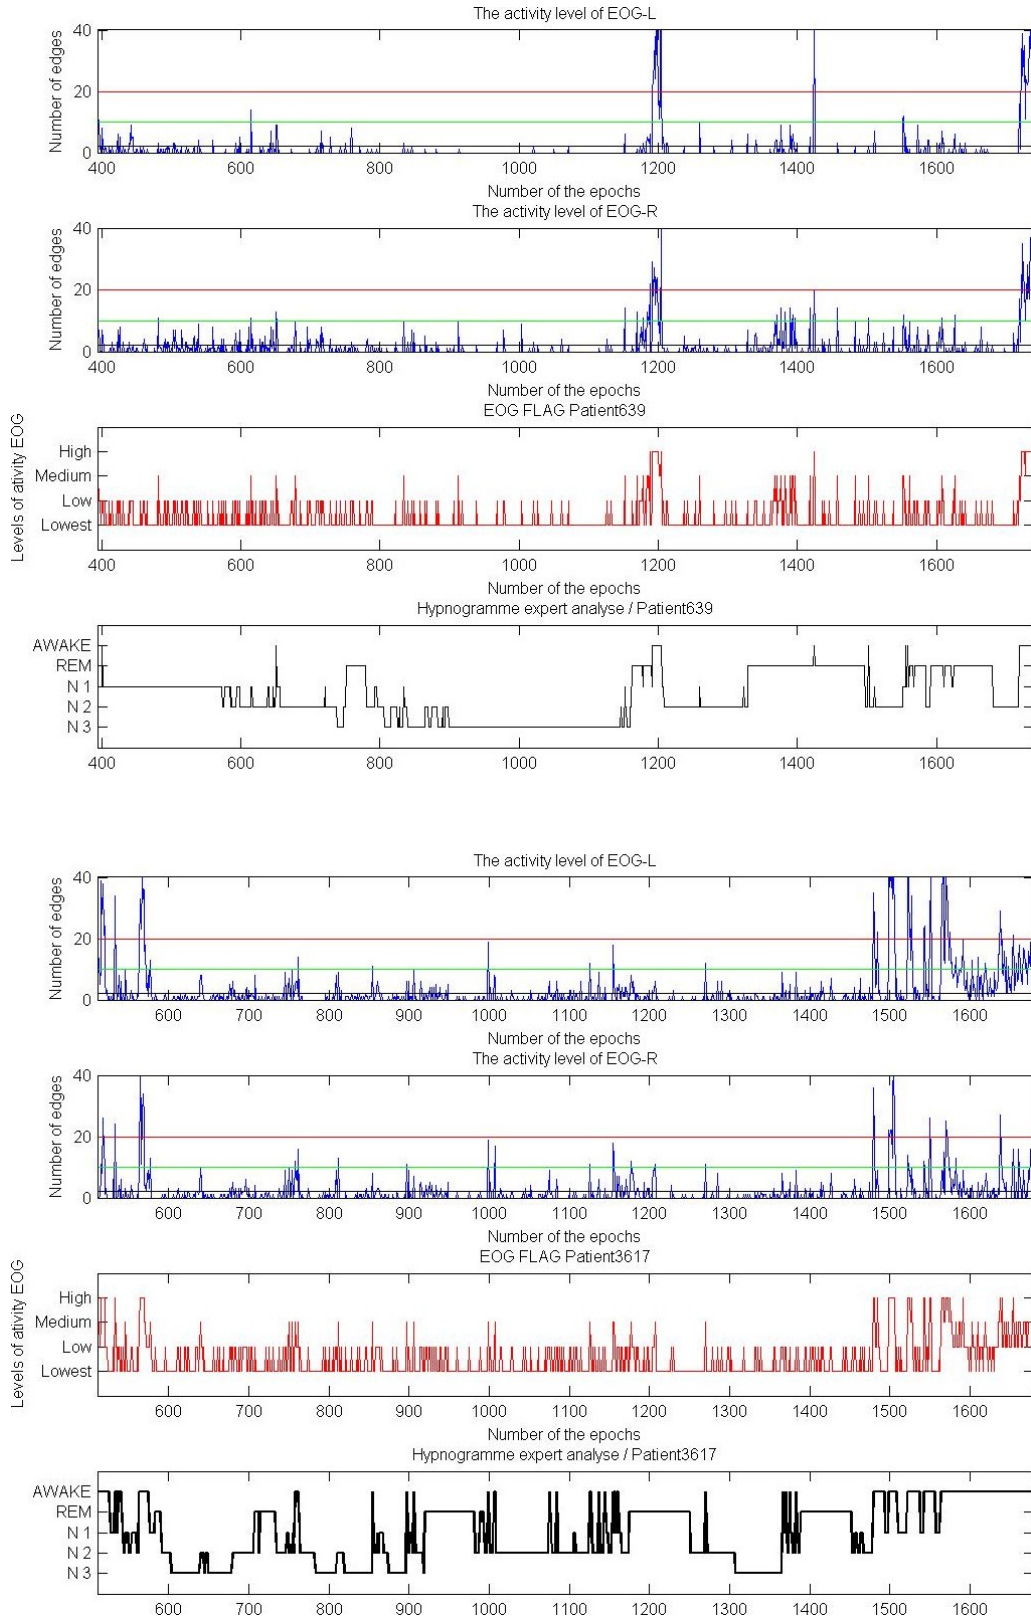 The activity level of EOG-L
Number of edges
40
20
0
400 600 800 1000 1200 1400 1600
Number of the epochs
The activity level of EOG-R
Number of edges
40
20
0
400 600 800 1000 1200 1400 1600
Number of the epochs
EOG FLAG Patient639
Levels of ativity EOG
High
Medium
Low
Lowest
400 600 800 1000 1200 1400 1600
Number of the epochs
Hypnogramme expert analyse / Patient639
AWAKE
REM
N 1
N 2
N 3
400 600 800 1000 1200 1400 1600
The activity level of EOG-L
Number of edges
40
20
0
600 700 800 900 1000 1100 1200 1300 1400 1500 1600
Number of the epochs
The activity level of EOG-R
Number of edges
40
20
0
600 700 800 900 1000 1100 1200 1300 1400 1500 1600
Number of the epochs
EOG FLAG Patient3617
Levels of ativity EOG
High
Medium
Low
Lowest
600 700 800 900 1000 1100 1200 1300 1400 1500 1600
Number of the epochs
Hypnogramme expert analyse / Patient3617
AWAKE
REM
N 1
N 2
N 3
600 700 800 900 1000 1100 1200 1300 1400 1500 1600